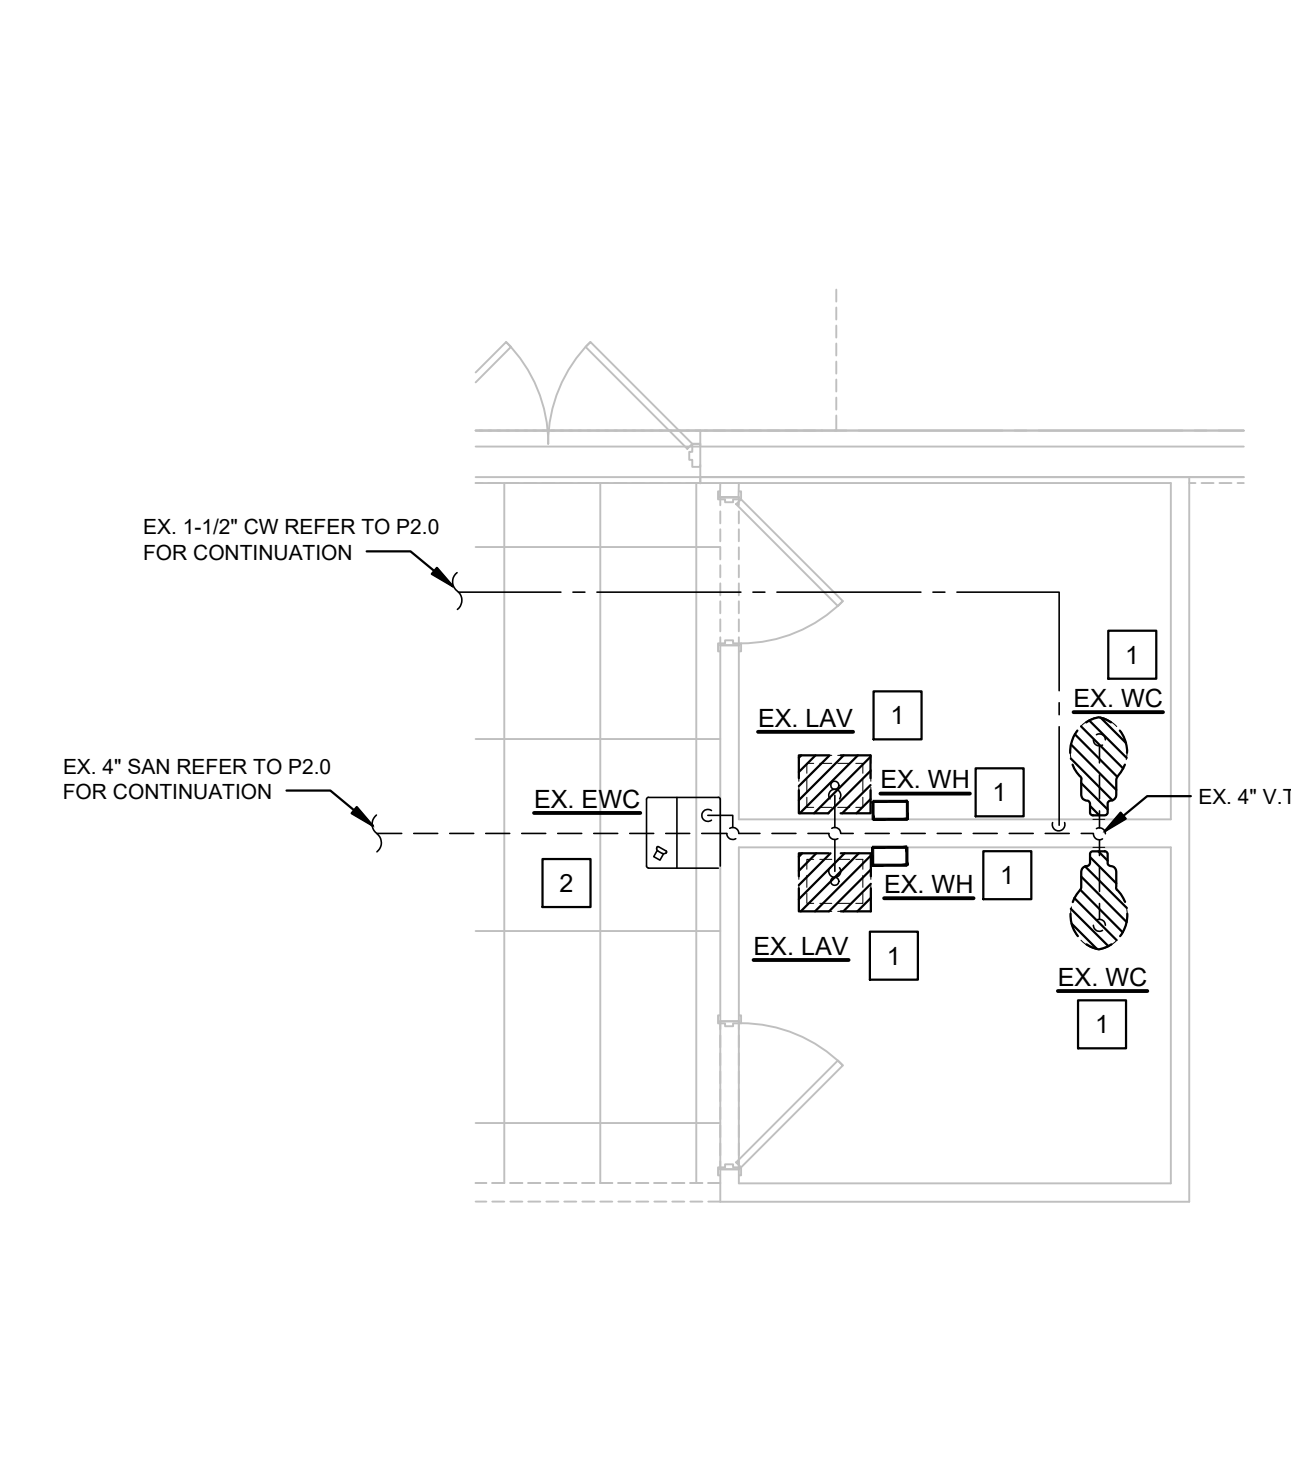 EX. 1-1/2" CW REFER TO P2.0
FOR CONTINUATION
1
EX. WC
EX. LAV
1
EX. 4" SAN REFER TO P2.0
FOR CONTINUATION
EX. EWC
EX. WH
1
EX. 4" V.T
2
EX. WH
1
EX. LAV
1
EX. WC
1